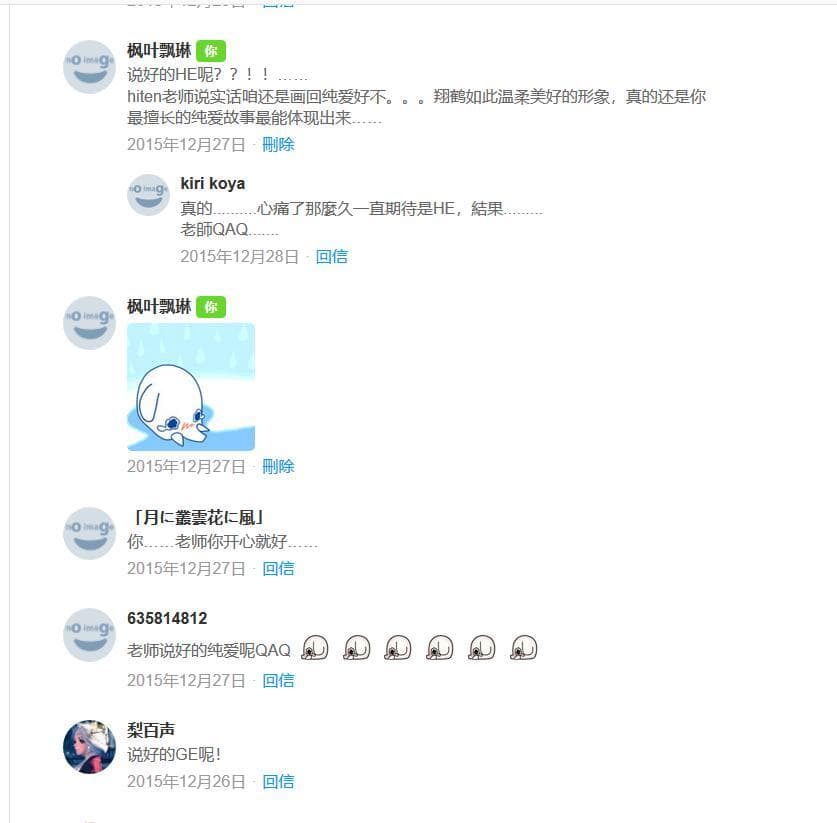 枫叶飘琳 你
说好的HE呢？？！！……
hiten老师说实话咱还是画回纯爱好不。。。翔鹤如此温柔美好的形象，真的还是你
最擅长的纯爱故事最能体现出来……
2015年12月27日 · 刪除
no image
kiri koya
真的..........心痛了那麼久一直期待是HE，結果.........
老師QAQ.......
2015年12月28日 · 回信
no image
枫叶飘琳 你
2015年12月27日 · 刪除
no image
「月に叢雲花に風」
你……老师你开心就好……
2015年12月27日 · 回信
no image
635814812
老师说好的纯爱呢QAQ
2015年12月27日 · 回信
no image
梨百声
说好的GE呢！
2015年12月26日 · 回信